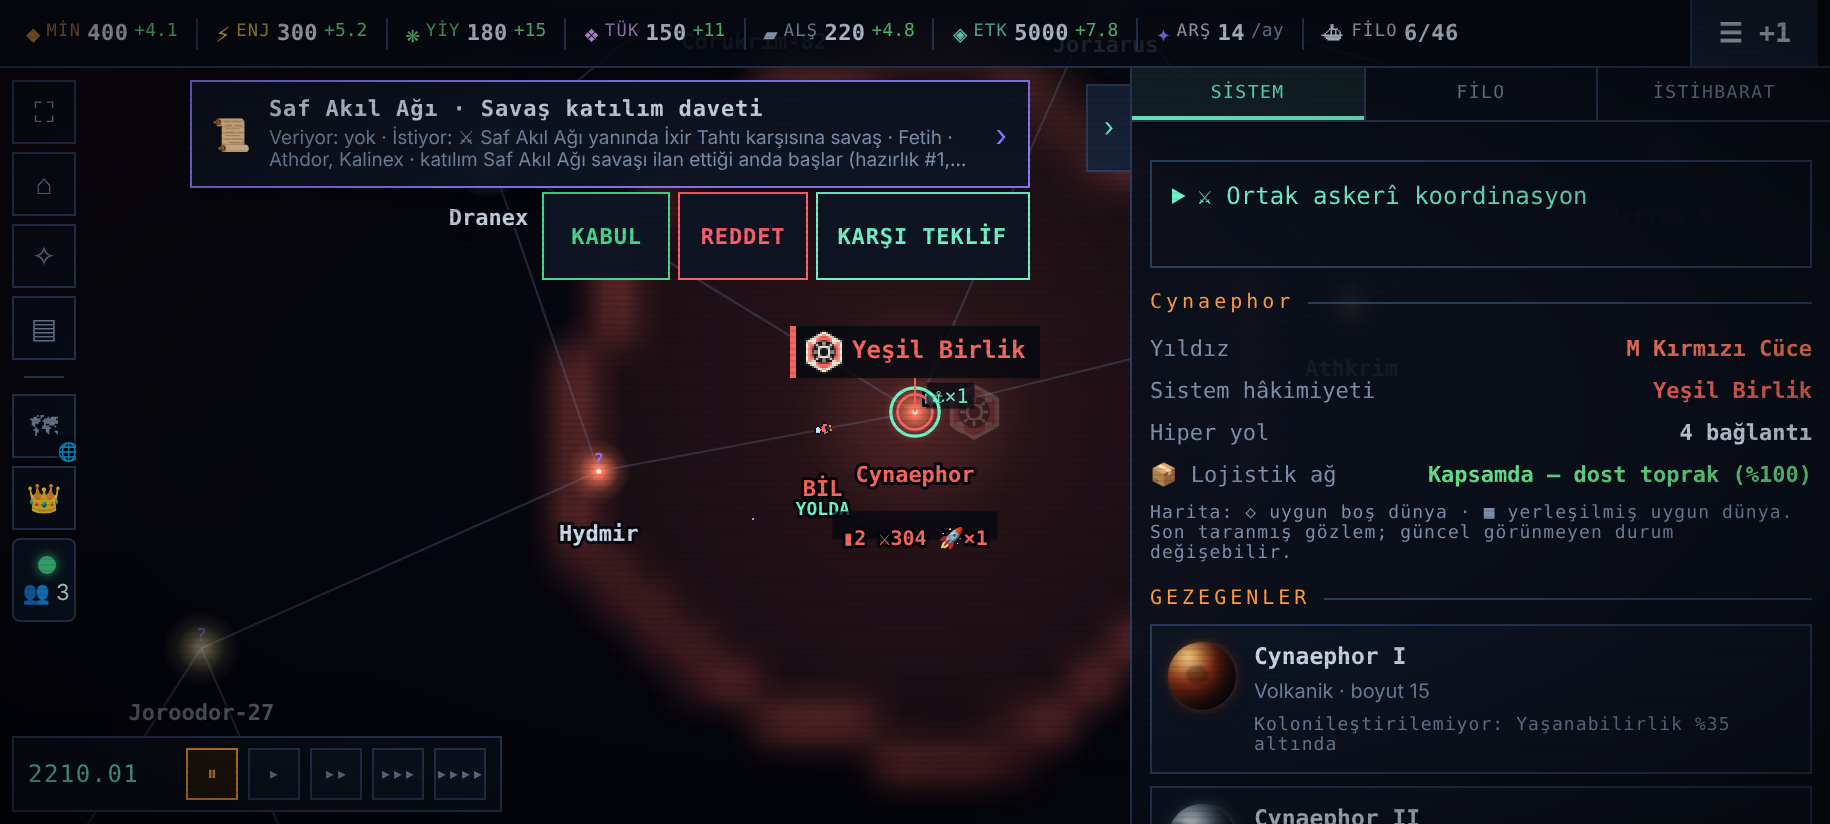 MİN 400 +4.1
ENJ 300 +5.2
YİY 180 +15
TÜK 150 +11
ALŞ 220 +4.8
ETK 5000 +7.8
ARŞ 14 /ay
FİLO 6/46
☰ +1
Corukrim-82
Joriarus
Saf Akıl Ağı · Savaş katılım daveti
Veriyor: yok · İstiyor: ⚔ Saf Akıl Ağı yanında İxir Tahtı karşısına savaş · Fetih ·
Athdor, Kalinex · katılım Saf Akıl Ağı savaşı ilan ettiği anda başlar (hazırlık #1,...
›
Dranex
KABUL
REDDET
KARŞI TEKLİF
Yeşil Birlik
×1
Cynaephor
BİL
YOLDA
2 ⚔304 🚀×1
?
Hydmir
?
Joroodor-27
👥 3
2210.01
›
SİSTEM
FİLO
İSTİHBARAT
▶ ⚔ Ortak askerî koordinasyon
Cynaephor
Yıldız M Kırmızı Cüce
Athkrim
Sistem hâkimiyeti Yeşil Birlik
Hiper yol 4 bağlantı
📦 Lojistik ağ Kapsamda — dost toprak (%100)
Harita: ◇ uygun boş dünya · ■ yerleşilmiş uygun dünya.
Son taranmış gözlem; güncel görünmeyen durum
değişebilir.
GEZEGENLER
Cynaephor I
Volkanik · boyut 15
Kolonileştirilemiyor: Yaşanabilirlik %35
altında
Cynaephor II